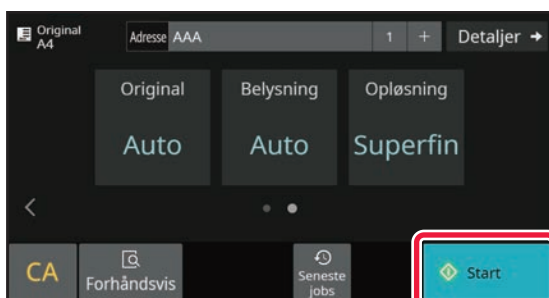 Original
A4
Adresse AAA 1 + Detaljer →
Original Belysning Opløsning
Auto Auto Superfin
CA
Forhåndsvis
Seneste
jobs
Start